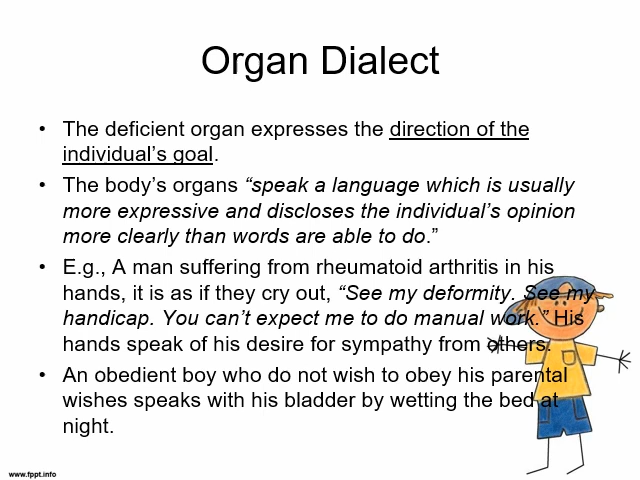 Organ Dialect
• The deficient organ expresses the direction of the
individual's goal.
• The body's organs “speak a language which is usually
more expressive and discloses the individual's opinion
more clearly than words are able to do.”
• E.g., A man suffering from rheumatoid arthritis in his
hands, it is as if they cry out, “See my deformity. See my
handicap. You can't expect me to do manual work.” His
hands speak of his desire for sympathy from others.
• An obedient boy who do not wish to obey his parental
wishes speaks with his bladder by wetting the bed at
night.
www.fppt.info